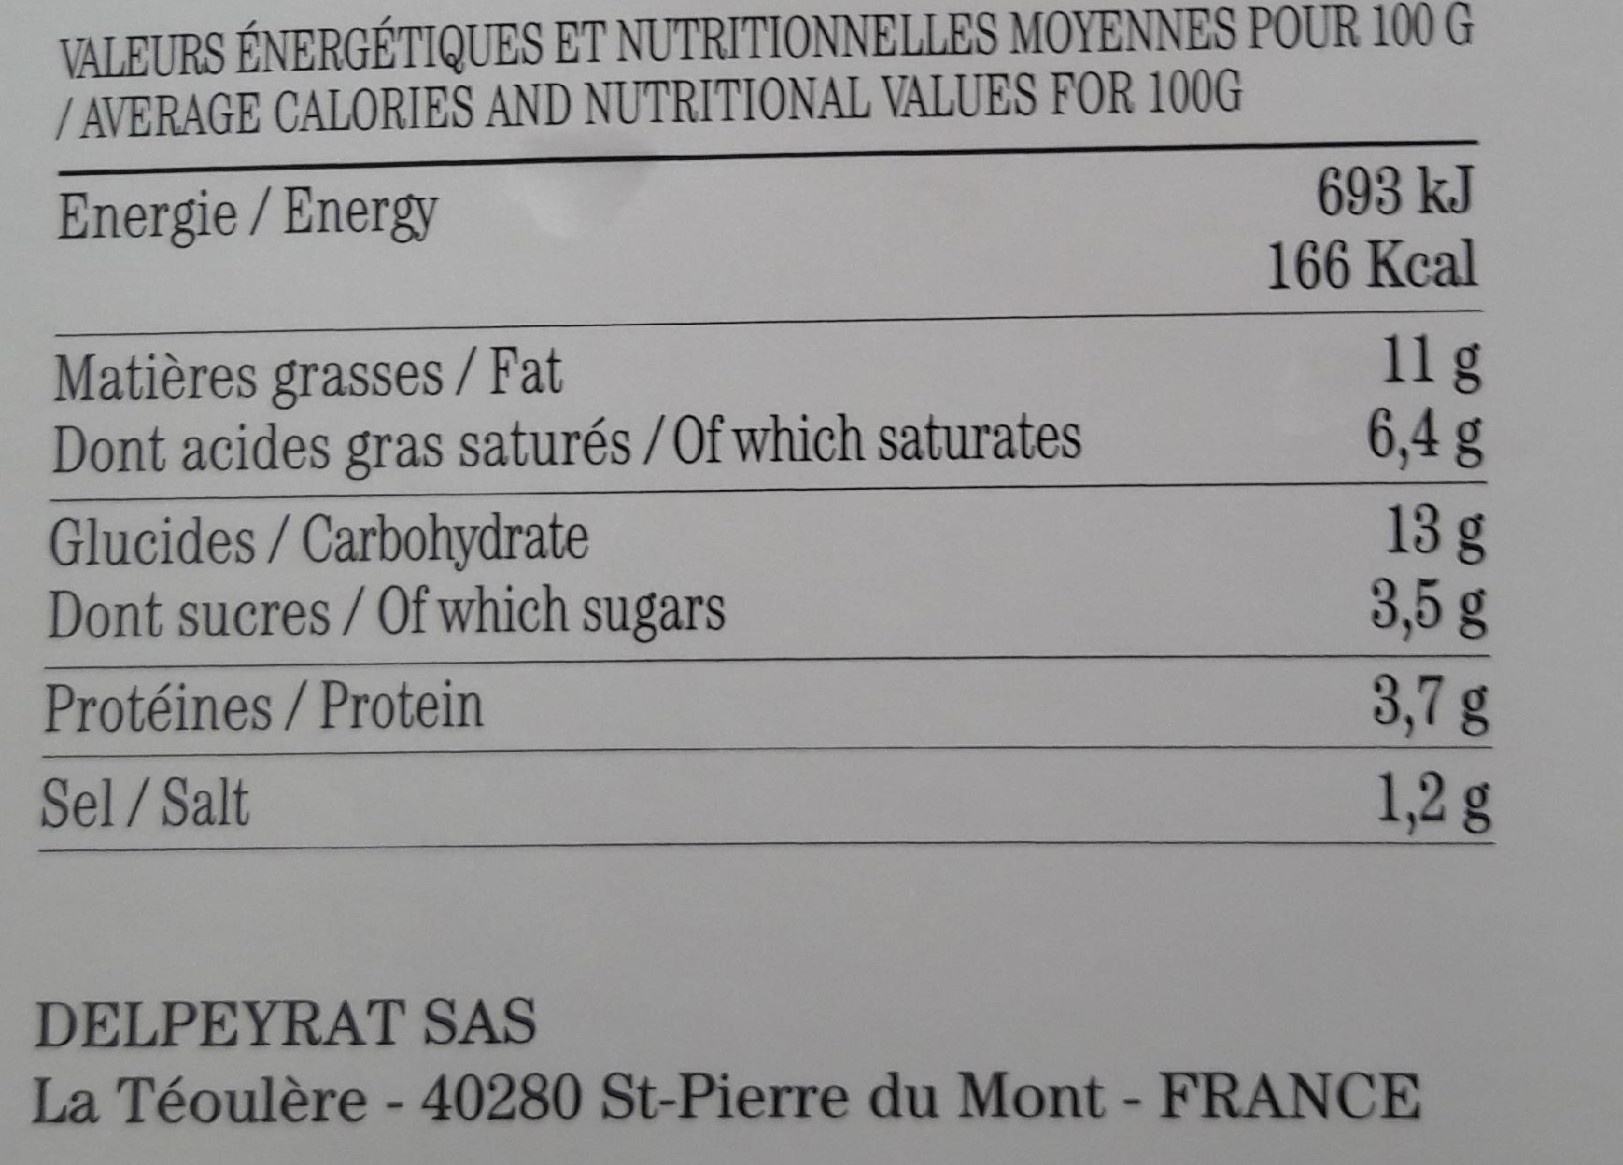 VALEURS ÉNERGÉTIQUES ET NUTRITIONNELLES MOYENNES POUR 100 G
/ AVERAGE CALORIES AND NUTRITIONAL VALUES FOR 100G
Energie / Energy 693 kJ
166 Kcal
Matières grasses / Fat 11 g
Dont acides gras saturés / Of which saturates 6,4 g
Glucides / Carbohydrate 13 g
Dont sucres / Of which sugars 3,5 g
Protéines / Protein 3,7 g
Sel / Salt 1,2 g
DELPEYRAT SAS
La Téoulère - 40280 St-Pierre du Mont - FRANCE